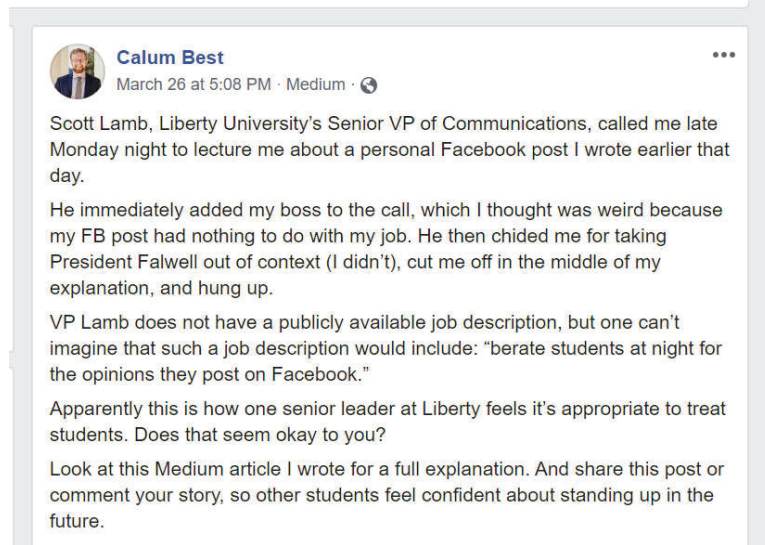 Calum Best
March 26 at 5:08 PM · Medium ·
Scott Lamb, Liberty University’s Senior VP of Communications, called me late
Monday night to lecture me about a personal Facebook post I wrote earlier that
day.
He immediately added my boss to the call, which I thought was weird because
my FB post had nothing to do with my job. He then chided me for taking
President Falwell out of context (I didn’t), cut me off in the middle of my
explanation, and hung up.
VP Lamb does not have a publicly available job description, but one can’t
imagine that such a job description would include: “berate students at night for
the opinions they post on Facebook.”
Apparently this is how one senior leader at Liberty feels it’s appropriate to treat
students. Does that seem okay to you?
Look at this Medium article I wrote for a full explanation. And share this post or
comment your story, so other students feel confident about standing up in the
future.